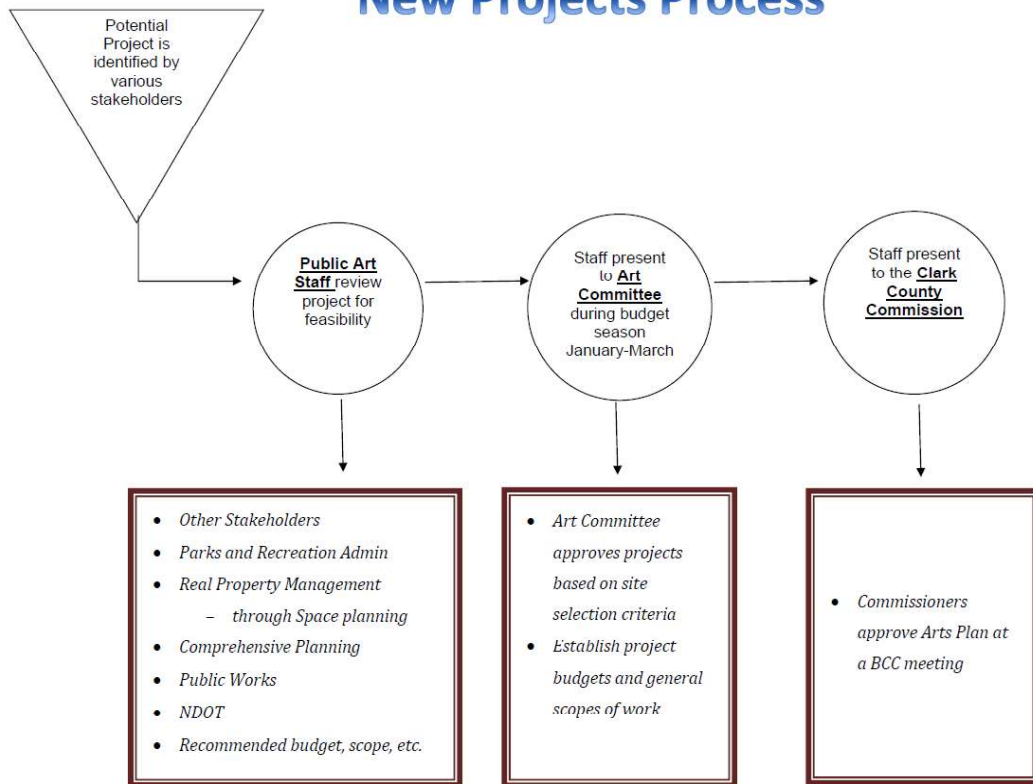 New Projects Process
Potential
Project is
identified by
various
stakeholders
Public Art
Staff review
project for
feasibility
Staff present
to Art
Committee
during budget
season
January-March
Staff present
to the Clark
County
Commission
• Other Stakeholders
• Parks and Recreation Admin
• Real Property Management
– through Space planning
• Comprehensive Planning
• Public Works
• NDOT
• Recommended budget, scope, etc.
• Art Committee
approves projects
based on site
selection criteria
• Establish project
budgets and general
scopes of work
• Commissioners
approve Arts Plan at
a BCC meeting